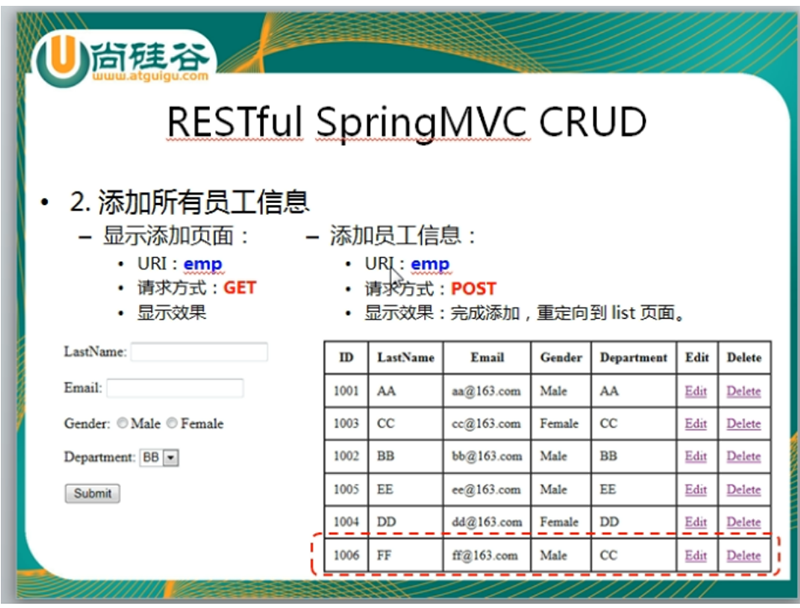 尚硅谷
www.atguigu.com
RESTful SpringMVC CRUD
• 2. 添加所有员工信息
– 显示添加页面：
• URI：emp
• 请求方式：GET
• 显示效果
– 添加员工信息：
• URI：emp
• 请求方式：POST
• 显示效果：完成添加，重定向到 list 页面。
LastName:
Email:
Gender: Male Female
Department: BB
Submit
ID LastName Email Gender Department Edit Delete
1001 AA aa@163.com Male AA Edit Delete
1003 CC cc@163.com Female CC Edit Delete
1002 BB bb@163.com Male BB Edit Delete
1005 EE ee@163.com Male EE Edit Delete
1004 DD dd@163.com Female DD Edit Delete
1006 FF ff@163.com Male CC Edit Delete